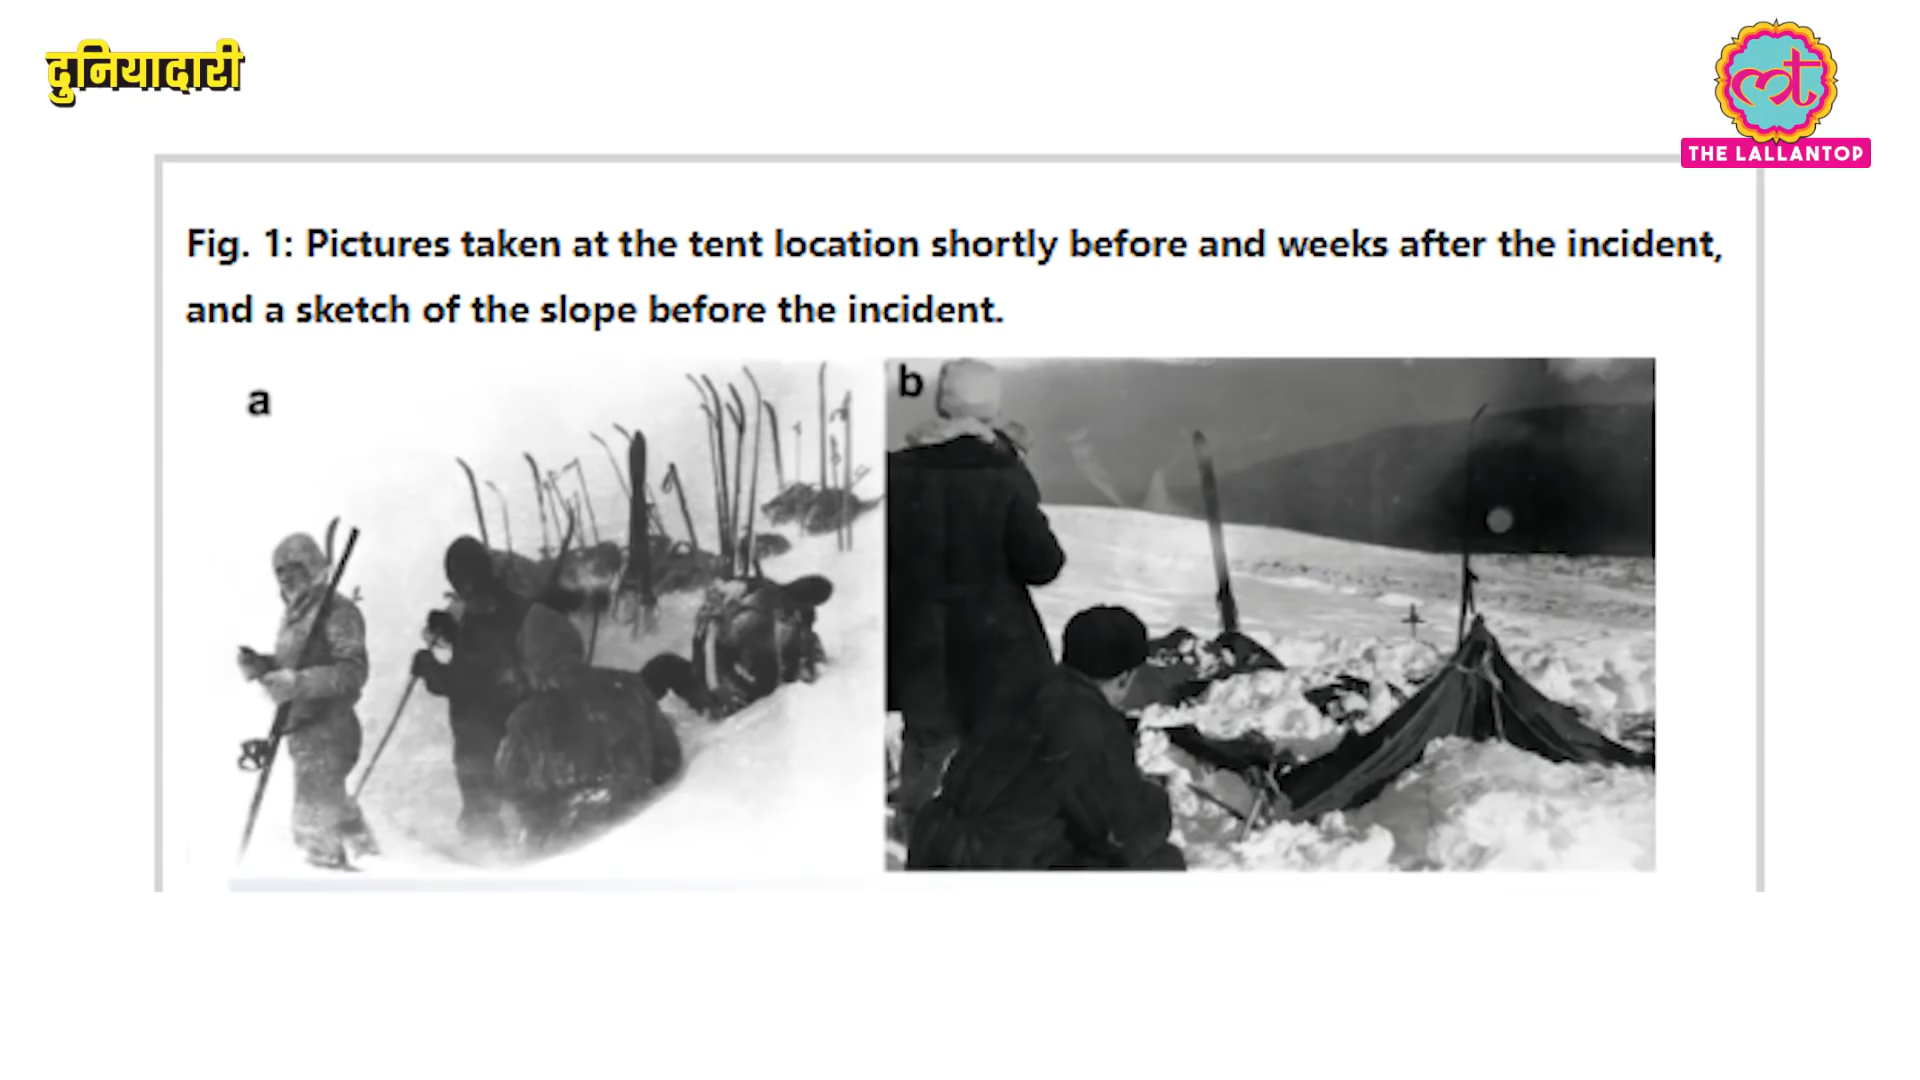 दुनियादारी
lt
THE LALLANTOP
Fig. 1: Pictures taken at the tent location shortly before and weeks after the incident,
and a sketch of the slope before the incident.
a
b